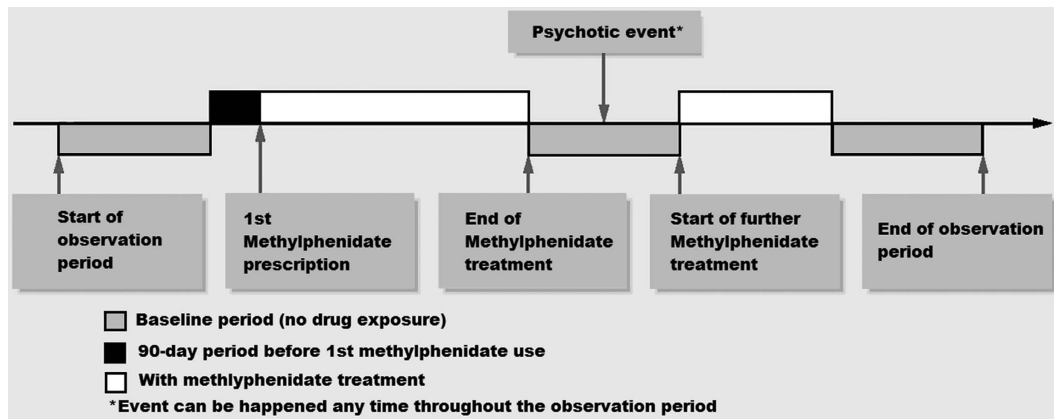 Psychotic event*
Start of
observation
period
1st
Methylphenidate
prescription
End of
Methylphenidate
treatment
Start of further
Methylphenidate
treatment
End of observation
period
Baseline period (no drug exposure)
90-day period before 1st methylphenidate use
With methlyphenidate treatment
*Event can be happened any time throughout the observation period